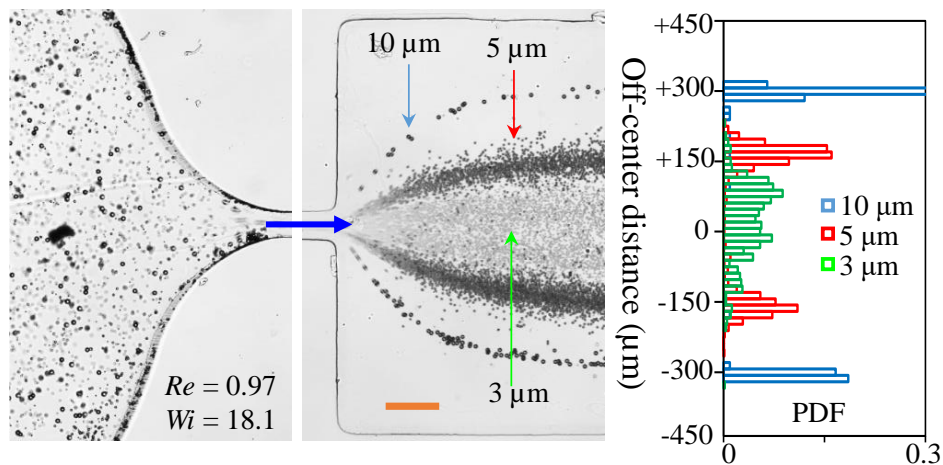 10 µm
5 µm
3 µm
Re = 0.97
Wi = 18.1
Off-center distance (µm)
+450
+300
+150
0
-150
-300
-450
10 µm
5 µm
3 µm
PDF
0
0.3